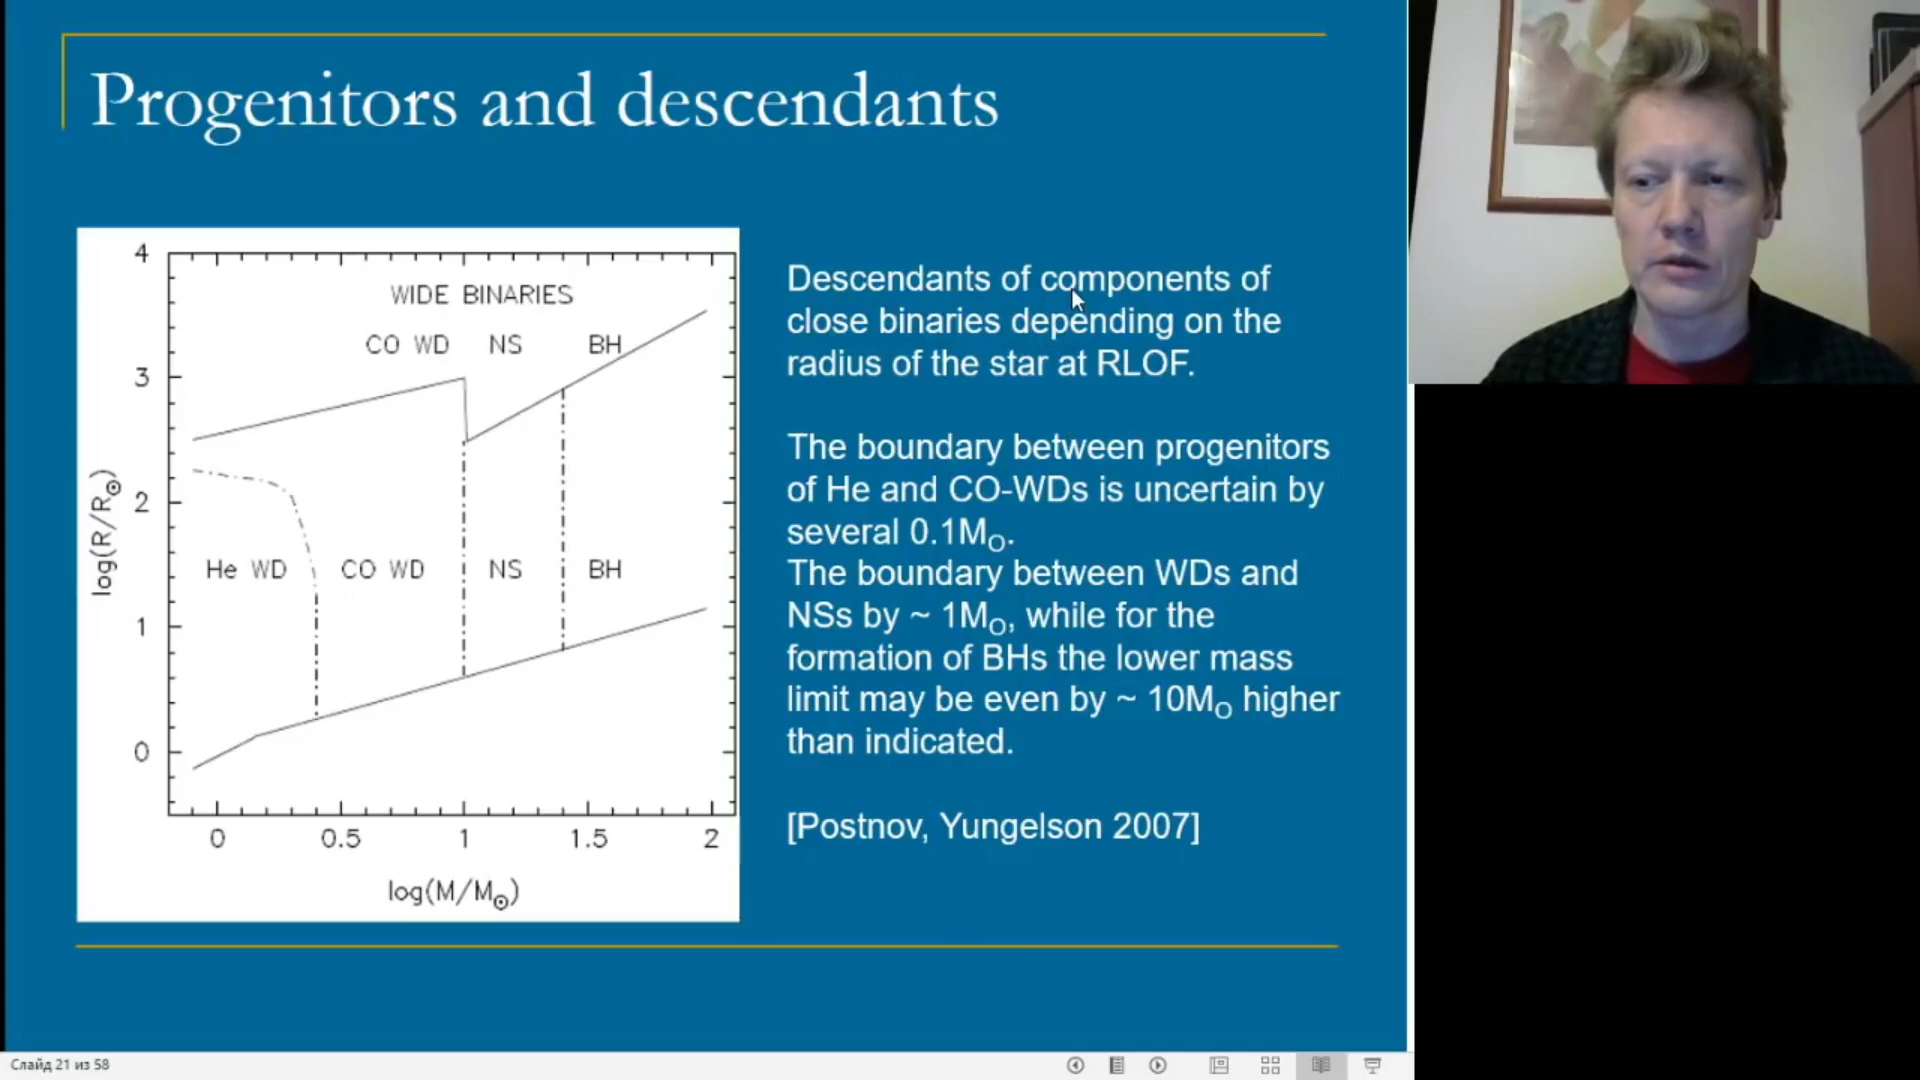 Progenitors and descendants
4
3
2
1
0
log(R/R☉)
WIDE BINARIES
CO WD NS BH
He WD CO WD NS BH
0 0.5 1 1.5 2
log(M/M☉)
Descendants of components of
close binaries depending on the
radius of the star at RLOF.
The boundary between progenitors
of He and CO-WDs is uncertain by
several 0.1MO.
The boundary between WDs and
NSs by ~ 1MO, while for the
formation of BHs the lower mass
limit may be even by ~ 10MO higher
than indicated.
[Postnov, Yungelson 2007]
Слайд 21 из 58